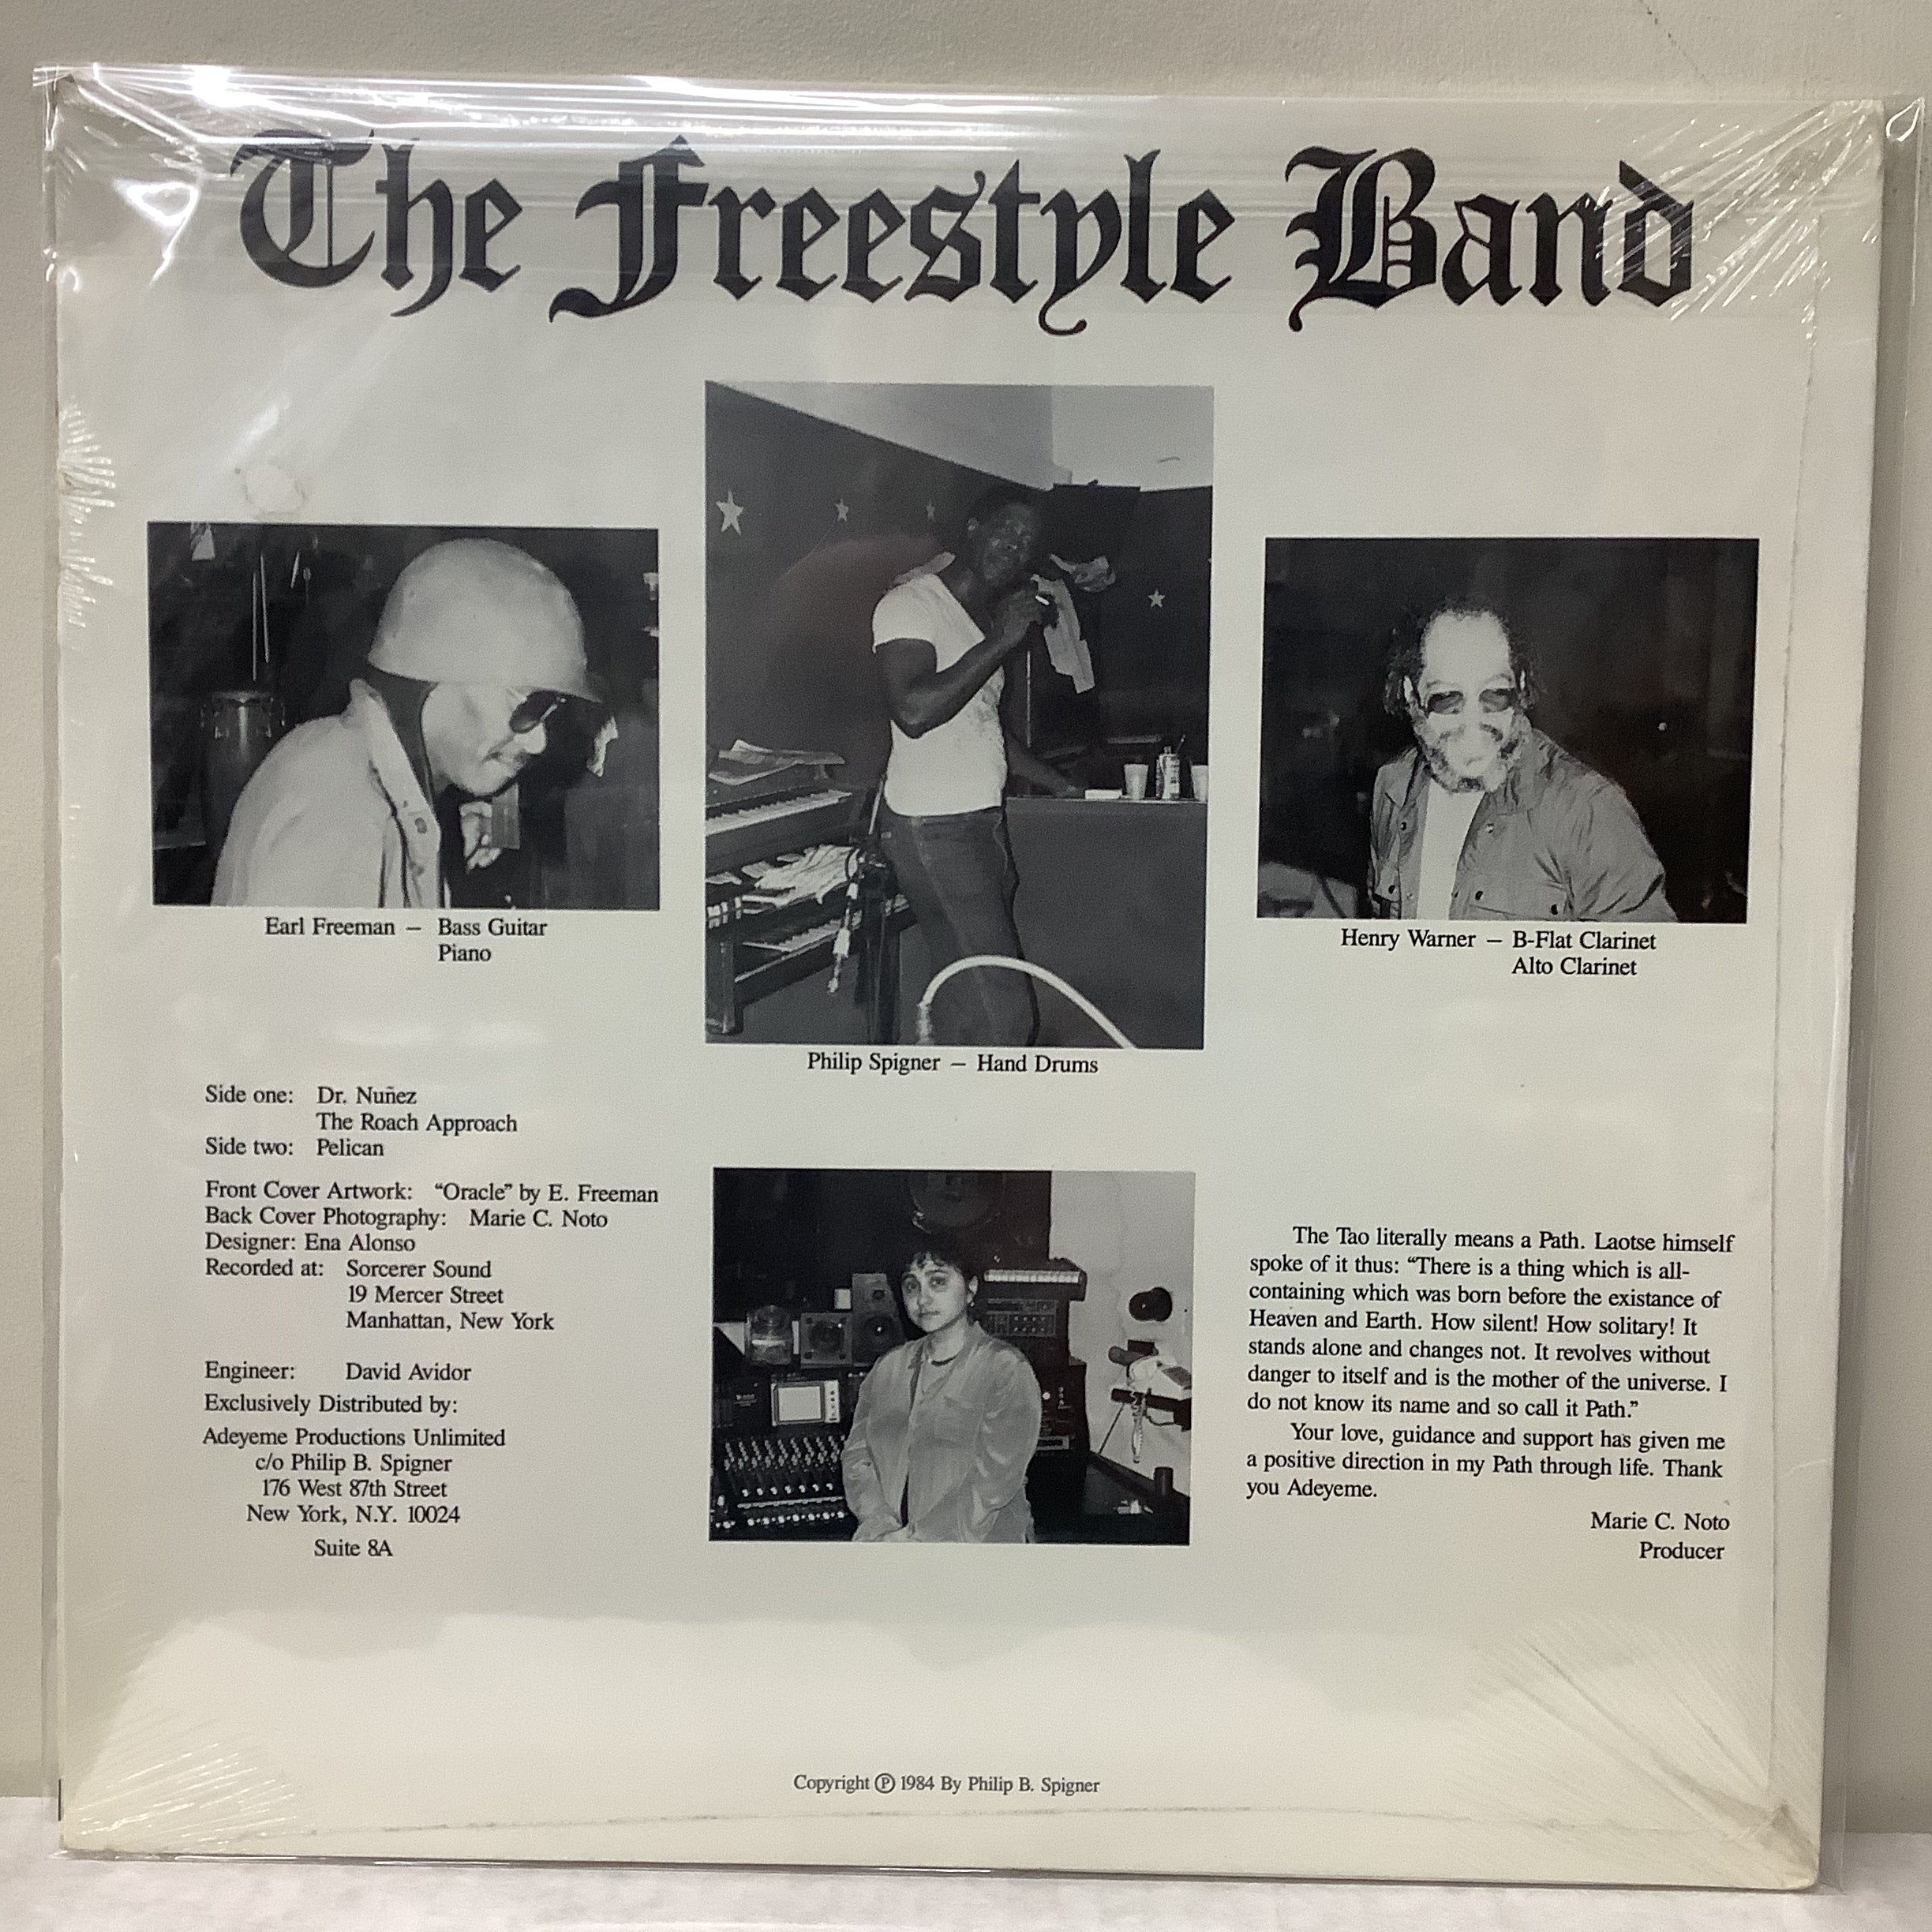 The Freestyle Band
Earl Freeman – Bass Guitar
Piano
Philip Spigner – Hand Drums
Henry Warner – B-Flat Clarinet
Alto Clarinet
Side one: Dr. Nuñez
The Roach Approach
Side two: Pelican
Front Cover Artwork: “Oracle” by E. Freeman
Back Cover Photography: Marie C. Noto
Designer: Ena Alonso
Recorded at: Sorcerer Sound
19 Mercer Street
Manhattan, New York
Engineer: David Avidor
Exclusively Distributed by:
Adeyeme Productions Unlimited
c/o Philip B. Spigner
176 West 87th Street
New York, N.Y. 10024
Suite 8A
The Tao literally means a Path. Laotse himself
spoke of it thus: “There is a thing which is all-
containing which was born before the existance of
Heaven and Earth. How silent! How solitary! It
stands alone and changes not. It revolves without
danger to itself and is the mother of the universe. I
do not know its name and so call it Path.”
Your love, guidance and support has given me
a positive direction in my Path through life. Thank
you Adeyeme.
Marie C. Noto
Producer
Copyright Ⓟ 1984 By Philip B. Spigner